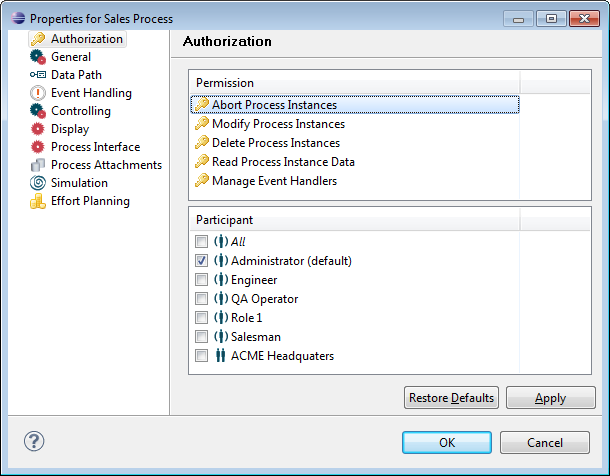 Properties for Sales Process
Authorization
General
Data Path
Event Handling
Controlling
Display
Process Interface
Process Attachments
Simulation
Effort Planning
Authorization
Permission
Abort Process Instances
Modify Process Instances
Delete Process Instances
Read Process Instance Data
Manage Event Handlers
Participant
All
Administrator (default)
Engineer
QA Operator
Role 1
Salesman
ACME Headquaters
Restore Defaults
Apply
?
OK
Cancel